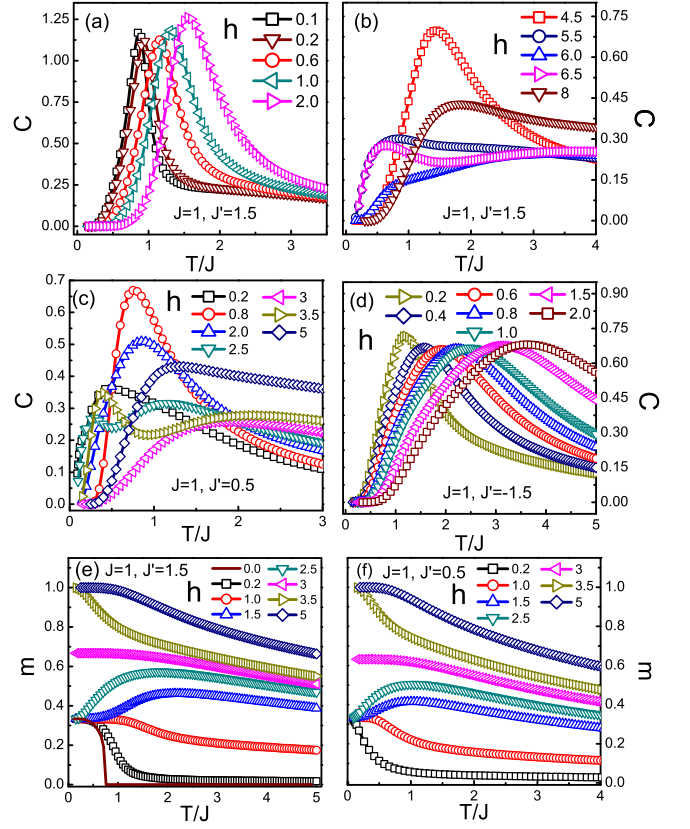 (a)
h
0.1
0.2
0.6
1.0
2.0
C
1.25
1.00
0.75
0.50
0.25
0.00
J=1, J'=1.5
0 1 2 3
T/J
(b)
h
4.5
5.5
6.0
6.5
8
0.75
0.60
0.45
0.30
0.15
0.00
C
J=1, J'=1.5
0 1 2 3 4
T/J
(c)
h
0.2 3
0.8 3.5
2.0 5
2.5
C
0.7
0.6
0.5
0.4
0.3
0.2
0.1
0.0
J=1, J'=0.5
0 1 2 3
T/J
(d)
h
0.2 0.6 1.5
0.4 0.8 2.0
1.0
0.90
0.75
0.60
0.45
0.30
0.15
0.00
C
J=1, J'=-1.5
0 1 2 3 4 5
T/J
(e) J=1, J'=1.5
h
0.0 2.5
0.2 3
1.0 3.5
1.5 5
m
1.0
0.8
0.6
0.4
0.2
0.0
0 1 2 3 4 5
T/J
(f) J=1, J'=0.5
h
0.2 3
1.0 3.5
1.5 5
2.5
1.0
0.8
0.6
0.4
0.2
0.0
m
0 1 2 3 4
T/J